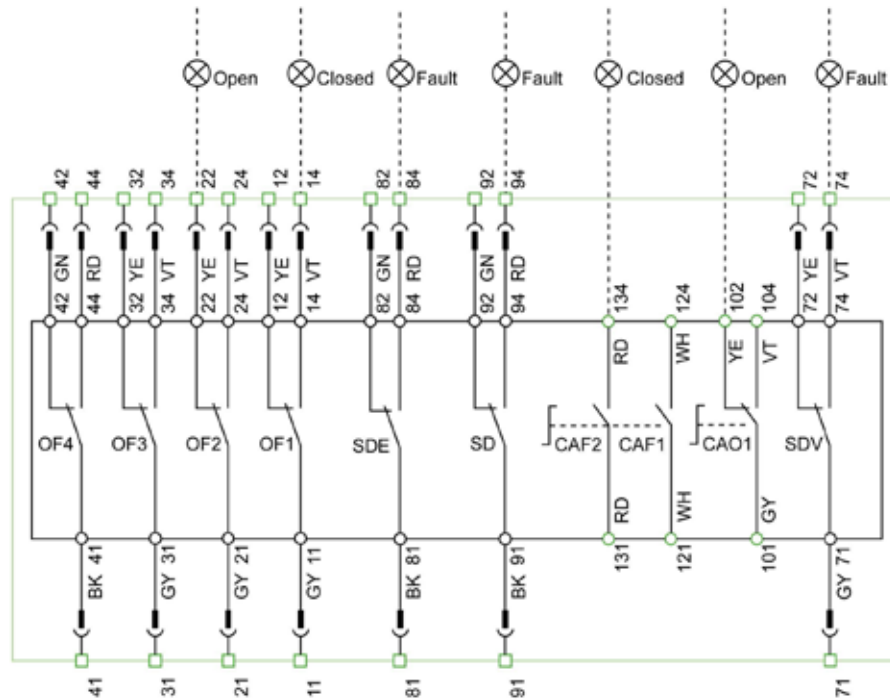 Open Closed Fault Fault Closed Open Fault
42 44 32 34 22 24 12 14 82 84 92 94 72 74
GN RD YE VT YE VT YE VT GN RD GN RD YE VT
42 44 32 34 22 24 12 14 82 84 92 94 134 124 102 104 72 74
RD WH YE VT
OF4 OF3 OF2 OF1 SDE SD CAF2 CAF1 CAO1 SDV
RD WH GY
BK 41 GY 31 GY 21 GY 11 BK 81 BK 91 131 121 101 GY 71
41 31 21 11 81 91 71